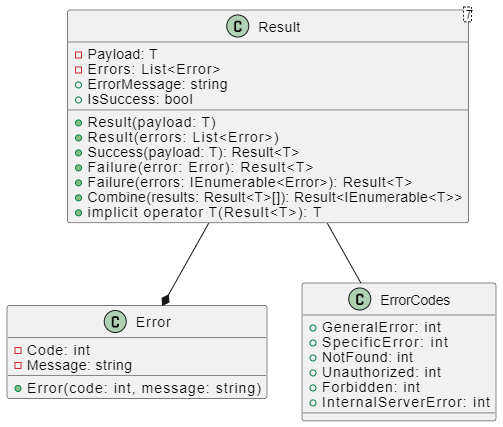 C Result
T
Payload: T
Errors: List<Error>
ErrorMessage: string
IsSuccess: bool
Result(payload: T)
Result(errors: List<Error>)
Success(payload: T): Result<T>
Failure(error: Error): Result<T>
Failure(errors: IEnumerable<Error>): Result<T>
Combine(results: Result<T>[]): Result<IEnumerable<T>>
implicit operator T(Result<T>): T
C Error
Code: int
Message: string
Error(code: int, message: string)
C ErrorCodes
GeneralError: int
SpecificError: int
NotFound: int
Unauthorized: int
Forbidden: int
InternalServerError: int